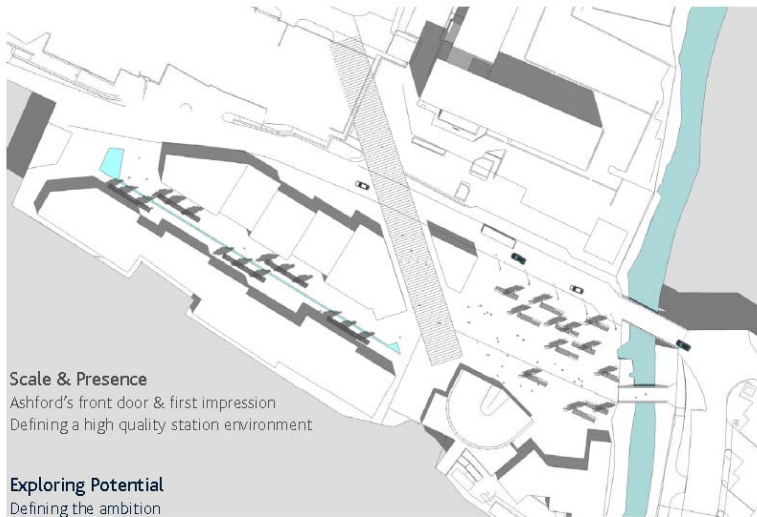 Scale & Presence
Ashford's front door & first impression
Defining a high quality station environment
Exploring Potential
Defining the ambition